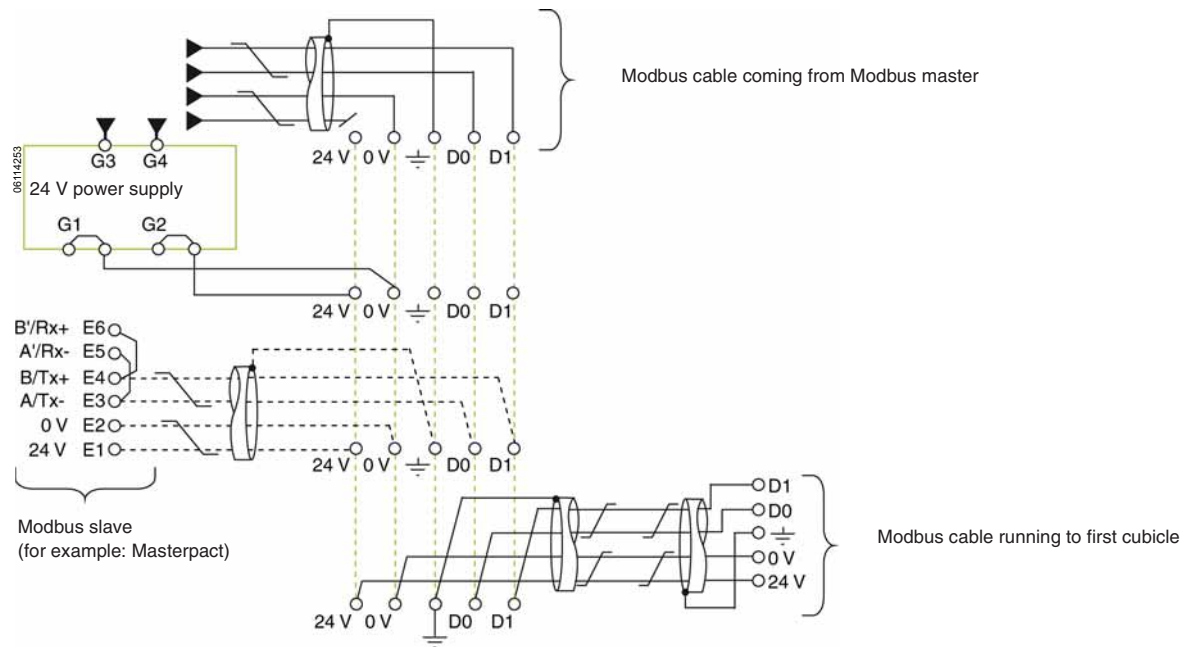 Modbus cable coming from Modbus master
24 V 0 V D0 D1
06114253
G3 G4
24 V power supply
G1 G2
24 V 0 V D0 D1
B'/Rx+ E6
A'/Rx- E5
B/Tx+ E4
A/Tx- E3
0 V E2
24 V E1
24 V 0 V D0 D1
Modbus slave
(for example: Masterpact)
D1
D0
0 V
24 V
Modbus cable running to first cubicle
24 V 0 V D0 D1